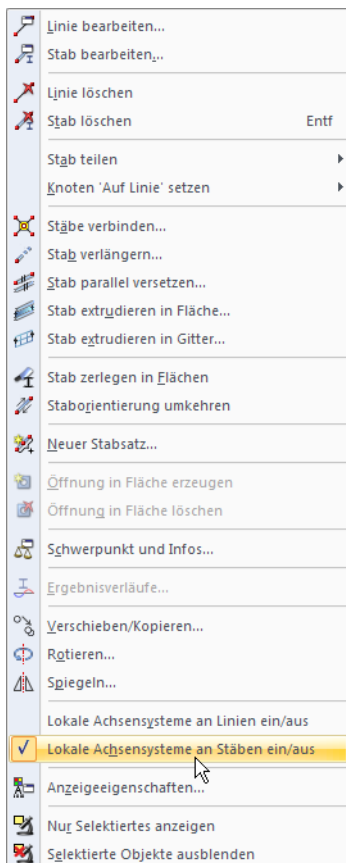 Linie bearbeiten...
Stab bearbeiten...
Linie löschen
Stab löschen Entf
Stab teilen
Knoten 'Auf Linie' setzen
Stäbe verbinden...
Stab verlängern...
Stab parallel versetzen...
Stab extrudieren in Fläche...
Stab extrudieren in Gitter...
Stab zerlegen in Flächen
Staborientierung umkehren
Neuer Stabsatz...
Öffnung in Fläche erzeugen
Öffnung in Fläche löschen
Schwerpunkt und Infos...
Ergebnisverläufe...
Verschieben/Kopieren...
Rotieren...
Spiegeln...
Lokale Achsensysteme an Linien ein/aus
Lokale Achsensysteme an Stäben ein/aus
Anzeigeeigenschaften...
Nur Selektiertes anzeigen
Selektierte Objekte ausblenden